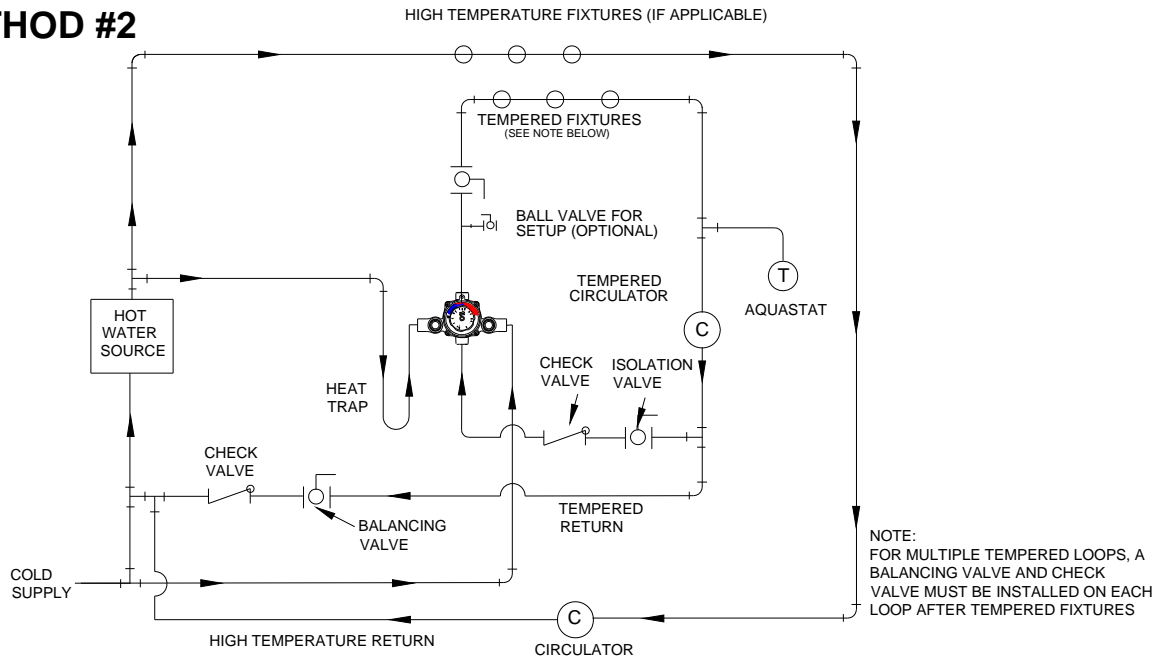 THOD #2
HIGH TEMPERATURE FIXTURES (IF APPLICABLE)
TEMPERED FIXTURES
(SEE NOTE BELOW)
BALL VALVE FOR
SETUP (OPTIONAL)
TEMPERED
CIRCULATOR
T
AQUASTAT
HOT
WATER
SOURCE
C
HEAT
TRAP
CHECK
VALVE
ISOLATION
VALVE
CHECK
VALVE
BALANCING
VALVE
TEMPERED
RETURN
COLD
SUPPLY
NOTE:
FOR MULTIPLE TEMPERED LOOPS, A
BALANCING VALVE AND CHECK
VALVE MUST BE INSTALLED ON EACH
LOOP AFTER TEMPERED FIXTURES
HIGH TEMPERATURE RETURN
C
CIRCULATOR